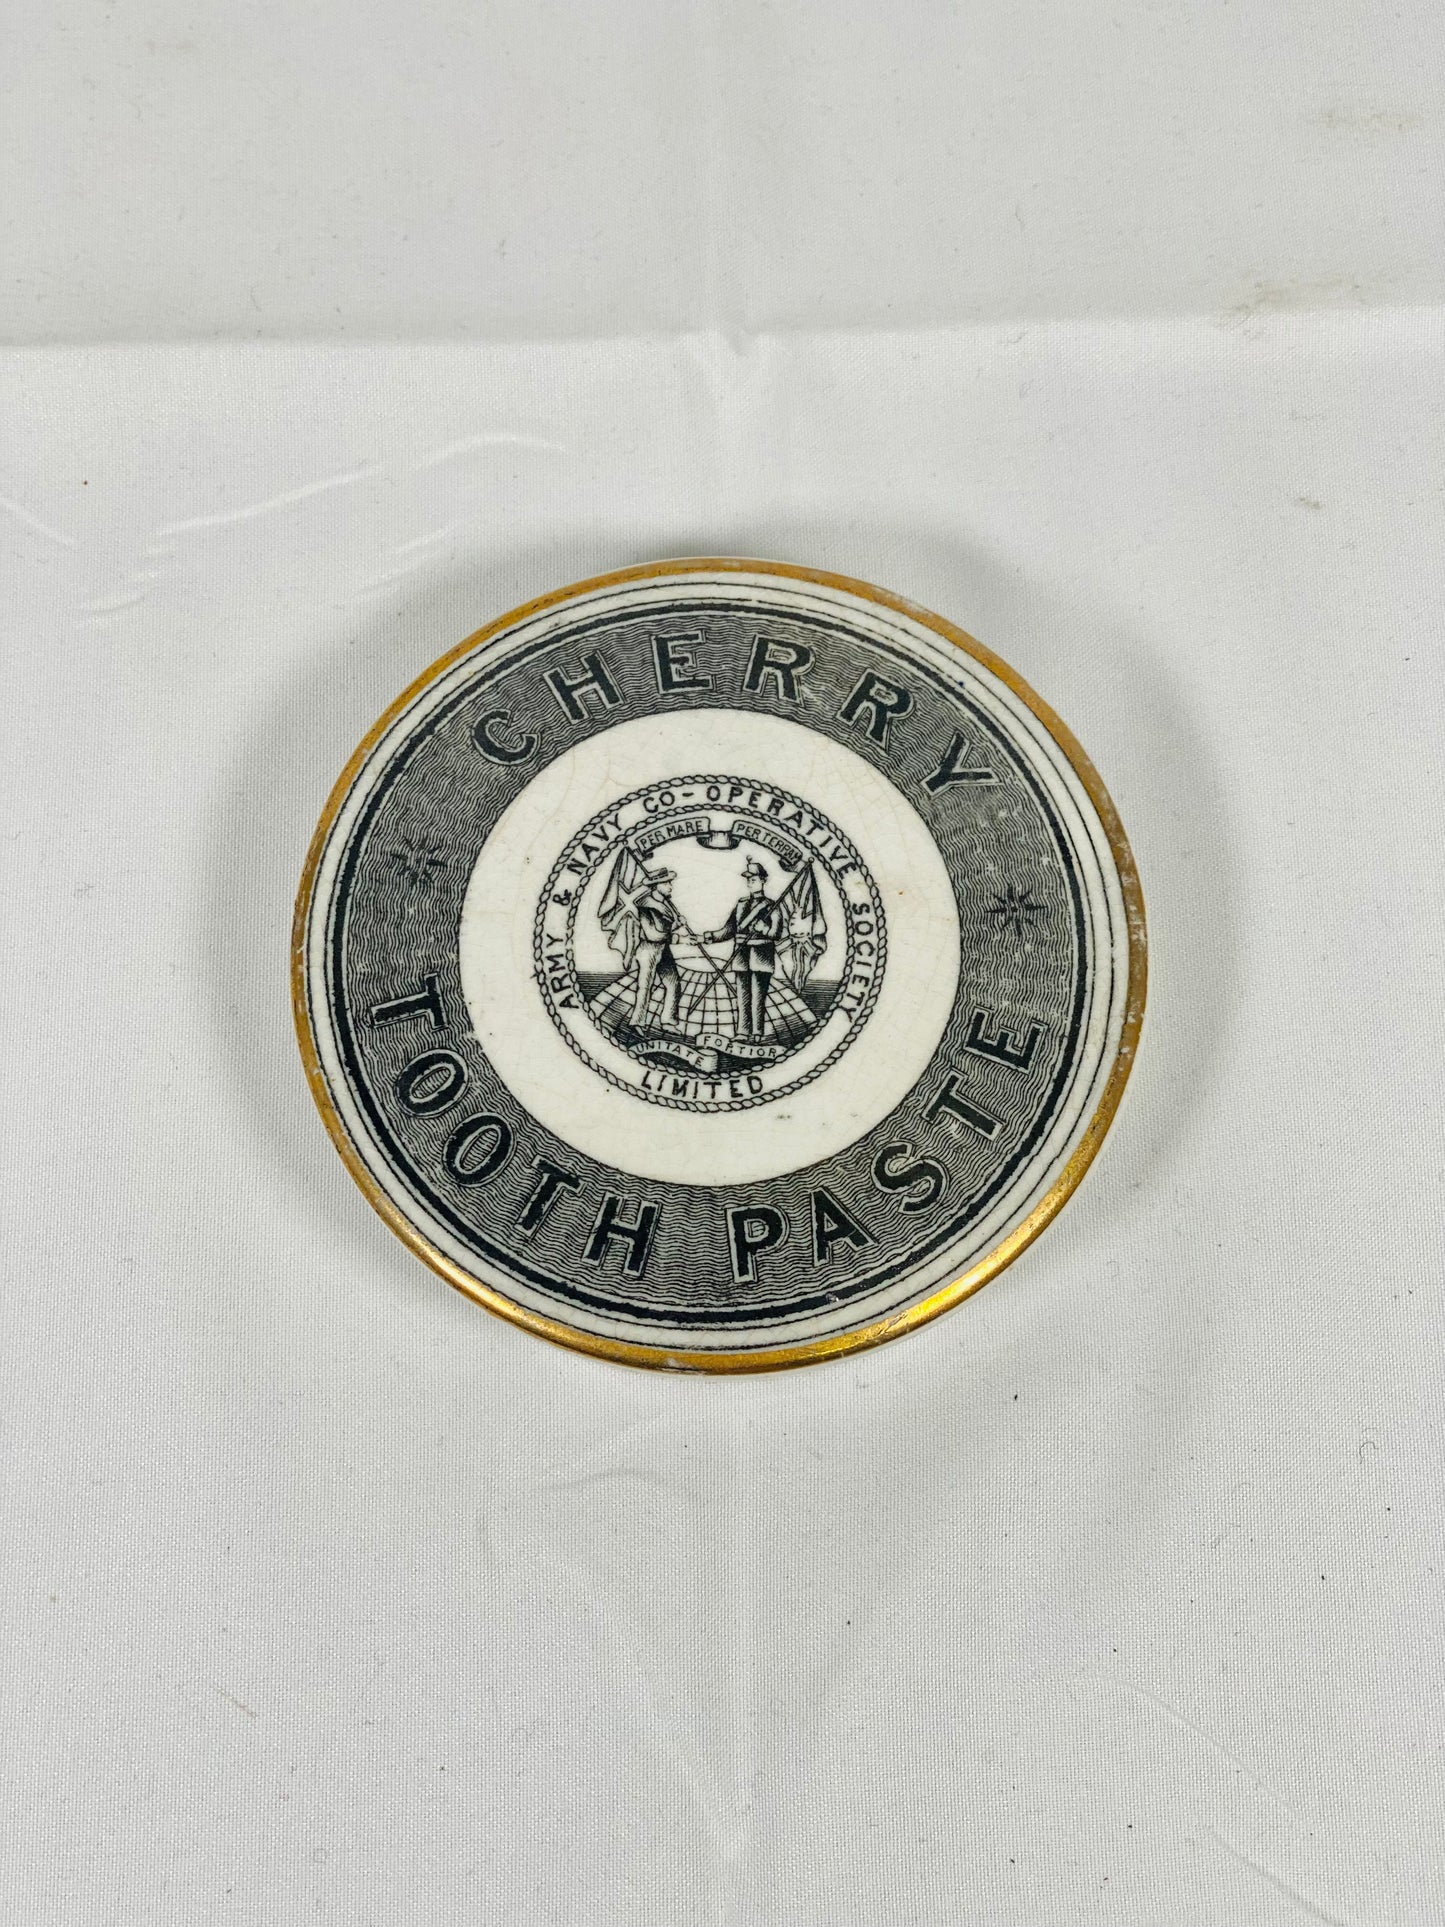 CHERRY
TOOTH PASTE
ARMY & NAVY CO-OPERATIVE SOCIETY
LIMITED
PER MARE PER TERRAM
UNITATE FORTIOR